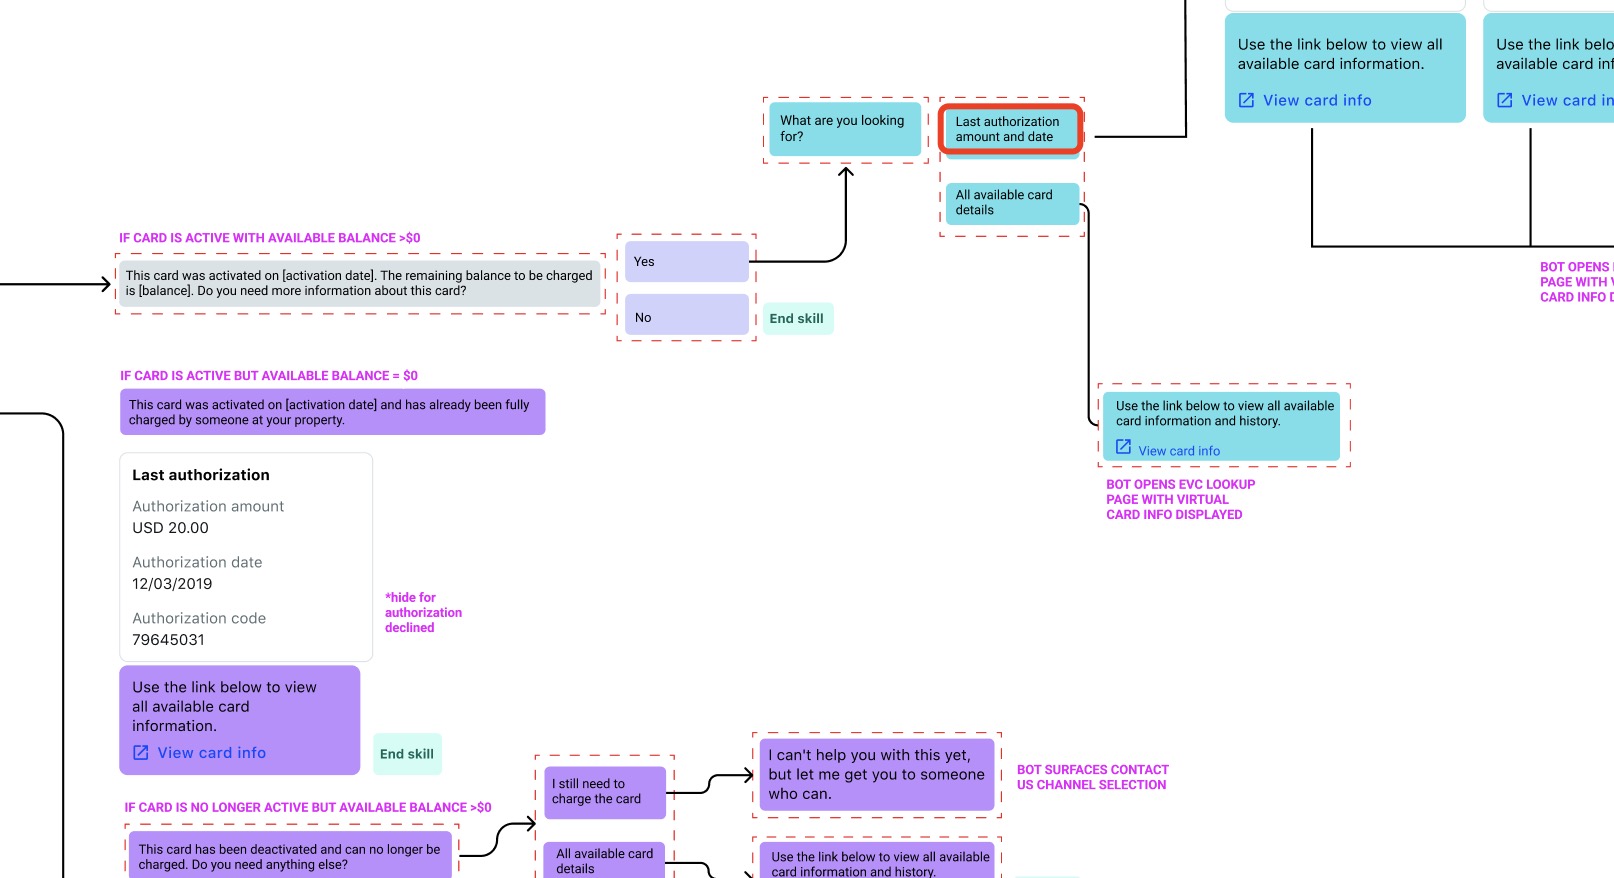 Use the link below to view all
available card information.
View card info
Use the link belo
available card inf
View card in
What are you looking
for?
Last authorization
amount and date
All available card
details
IF CARD IS ACTIVE WITH AVAILABLE BALANCE >$0
This card was activated on [activation date]. The remaining balance to be charged
is [balance]. Do you need more information about this card?
Yes
No
End skill
BOT OPENS
PAGE WITH V
CARD INFO D
IF CARD IS ACTIVE BUT AVAILABLE BALANCE = $0
This card was activated on [activation date] and has already been fully
charged by someone at your property.
Use the link below to view all available
card information and history.
View card info
BOT OPENS EVC LOOKUP
PAGE WITH VIRTUAL
CARD INFO DISPLAYED
Last authorization
Authorization amount
USD 20.00
Authorization date
12/03/2019
Authorization code
79645031
*hide for
authorization
declined
Use the link below to view
all available card
information.
View card info
End skill
IF CARD IS NO LONGER ACTIVE BUT AVAILABLE BALANCE >$0
This card has been deactivated and can no longer be
charged. Do you need anything else?
I still need to
charge the card
All available card
details
I can't help you with this yet,
but let me get you to someone
who can.
BOT SURFACES CONTACT
US CHANNEL SELECTION
Use the link below to view all available
card information and history.